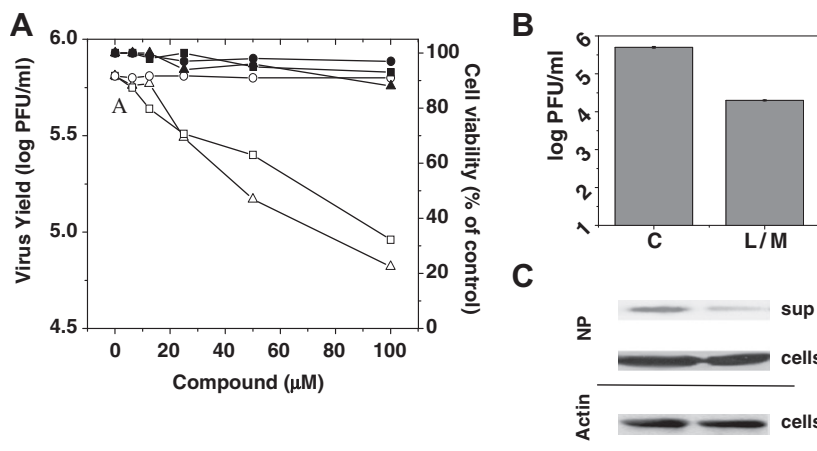 A
6.0
5.5
5.0
4.5
Virus Yield (log PFU/ml)
A
100
80
60
40
20
0
Cell viability (% of control)
0 20 40 60 80 100
Compound (µM)
B
6
5
4
3
2
1
log PFU/ml
C L/M
C
NP
sup
cells
Actin
cells